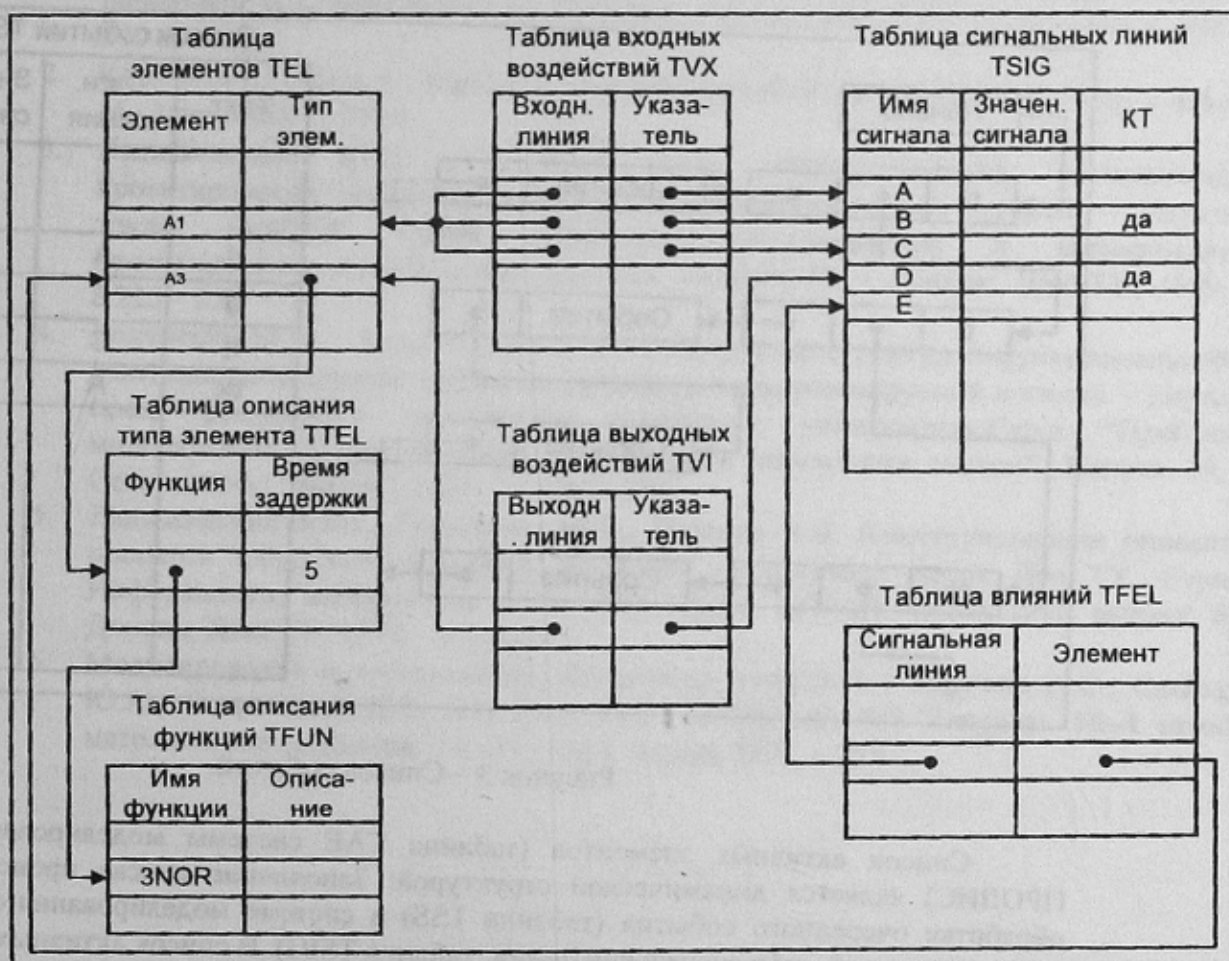 Таблица
элементов TEL
Элемент
Тип
элем.
A1
A3
Таблица входных
воздействий TVX
Входн.
линия
Указа-
тель
Таблица сигнальных линий
TSIG
Имя
сигнала
Значен.
сигнала
КТ
A
B
да
C
D
да
E
Таблица описания
типа элемента TTEL
Функция
Время
задержки
5
Таблица выходных
воздействий TVI
Выходн
линия
Указа-
тель
Таблица влияний TFEL
Сигнальная
линия
Элемент
Таблица описания
функций TFUN
Имя
функции
Описа-
ние
3NOR